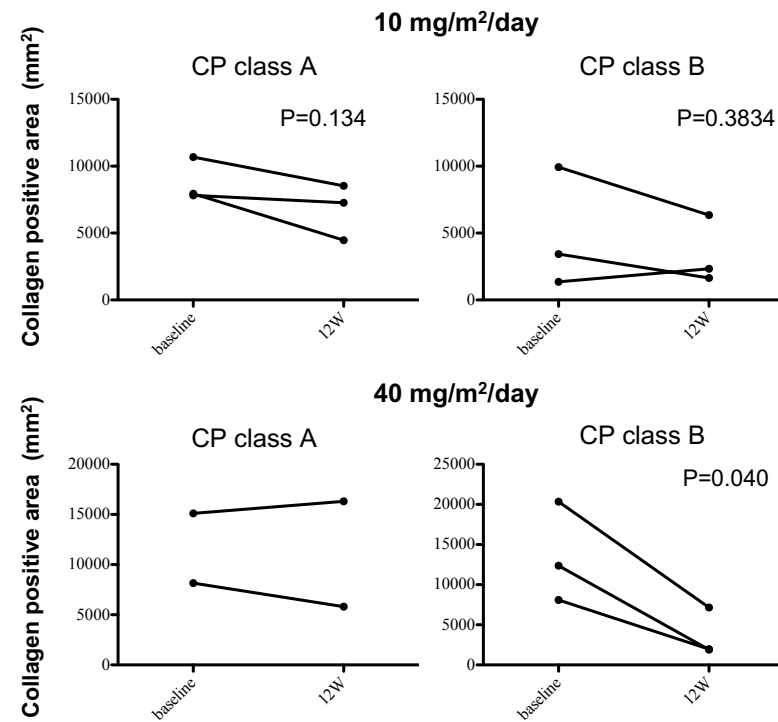 10 mg/m²/day
CP class A
CP class B
Collagen positive area (mm²)
15000
10000
5000
0
P=0.134
baseline
12W
15000
10000
5000
0
P=0.3834
baseline
12W
40 mg/m²/day
CP class A
CP class B
Collagen positive area (mm²)
20000
15000
10000
5000
0
baseline
12W
25000
20000
15000
10000
5000
0
P=0.040
baseline
12W